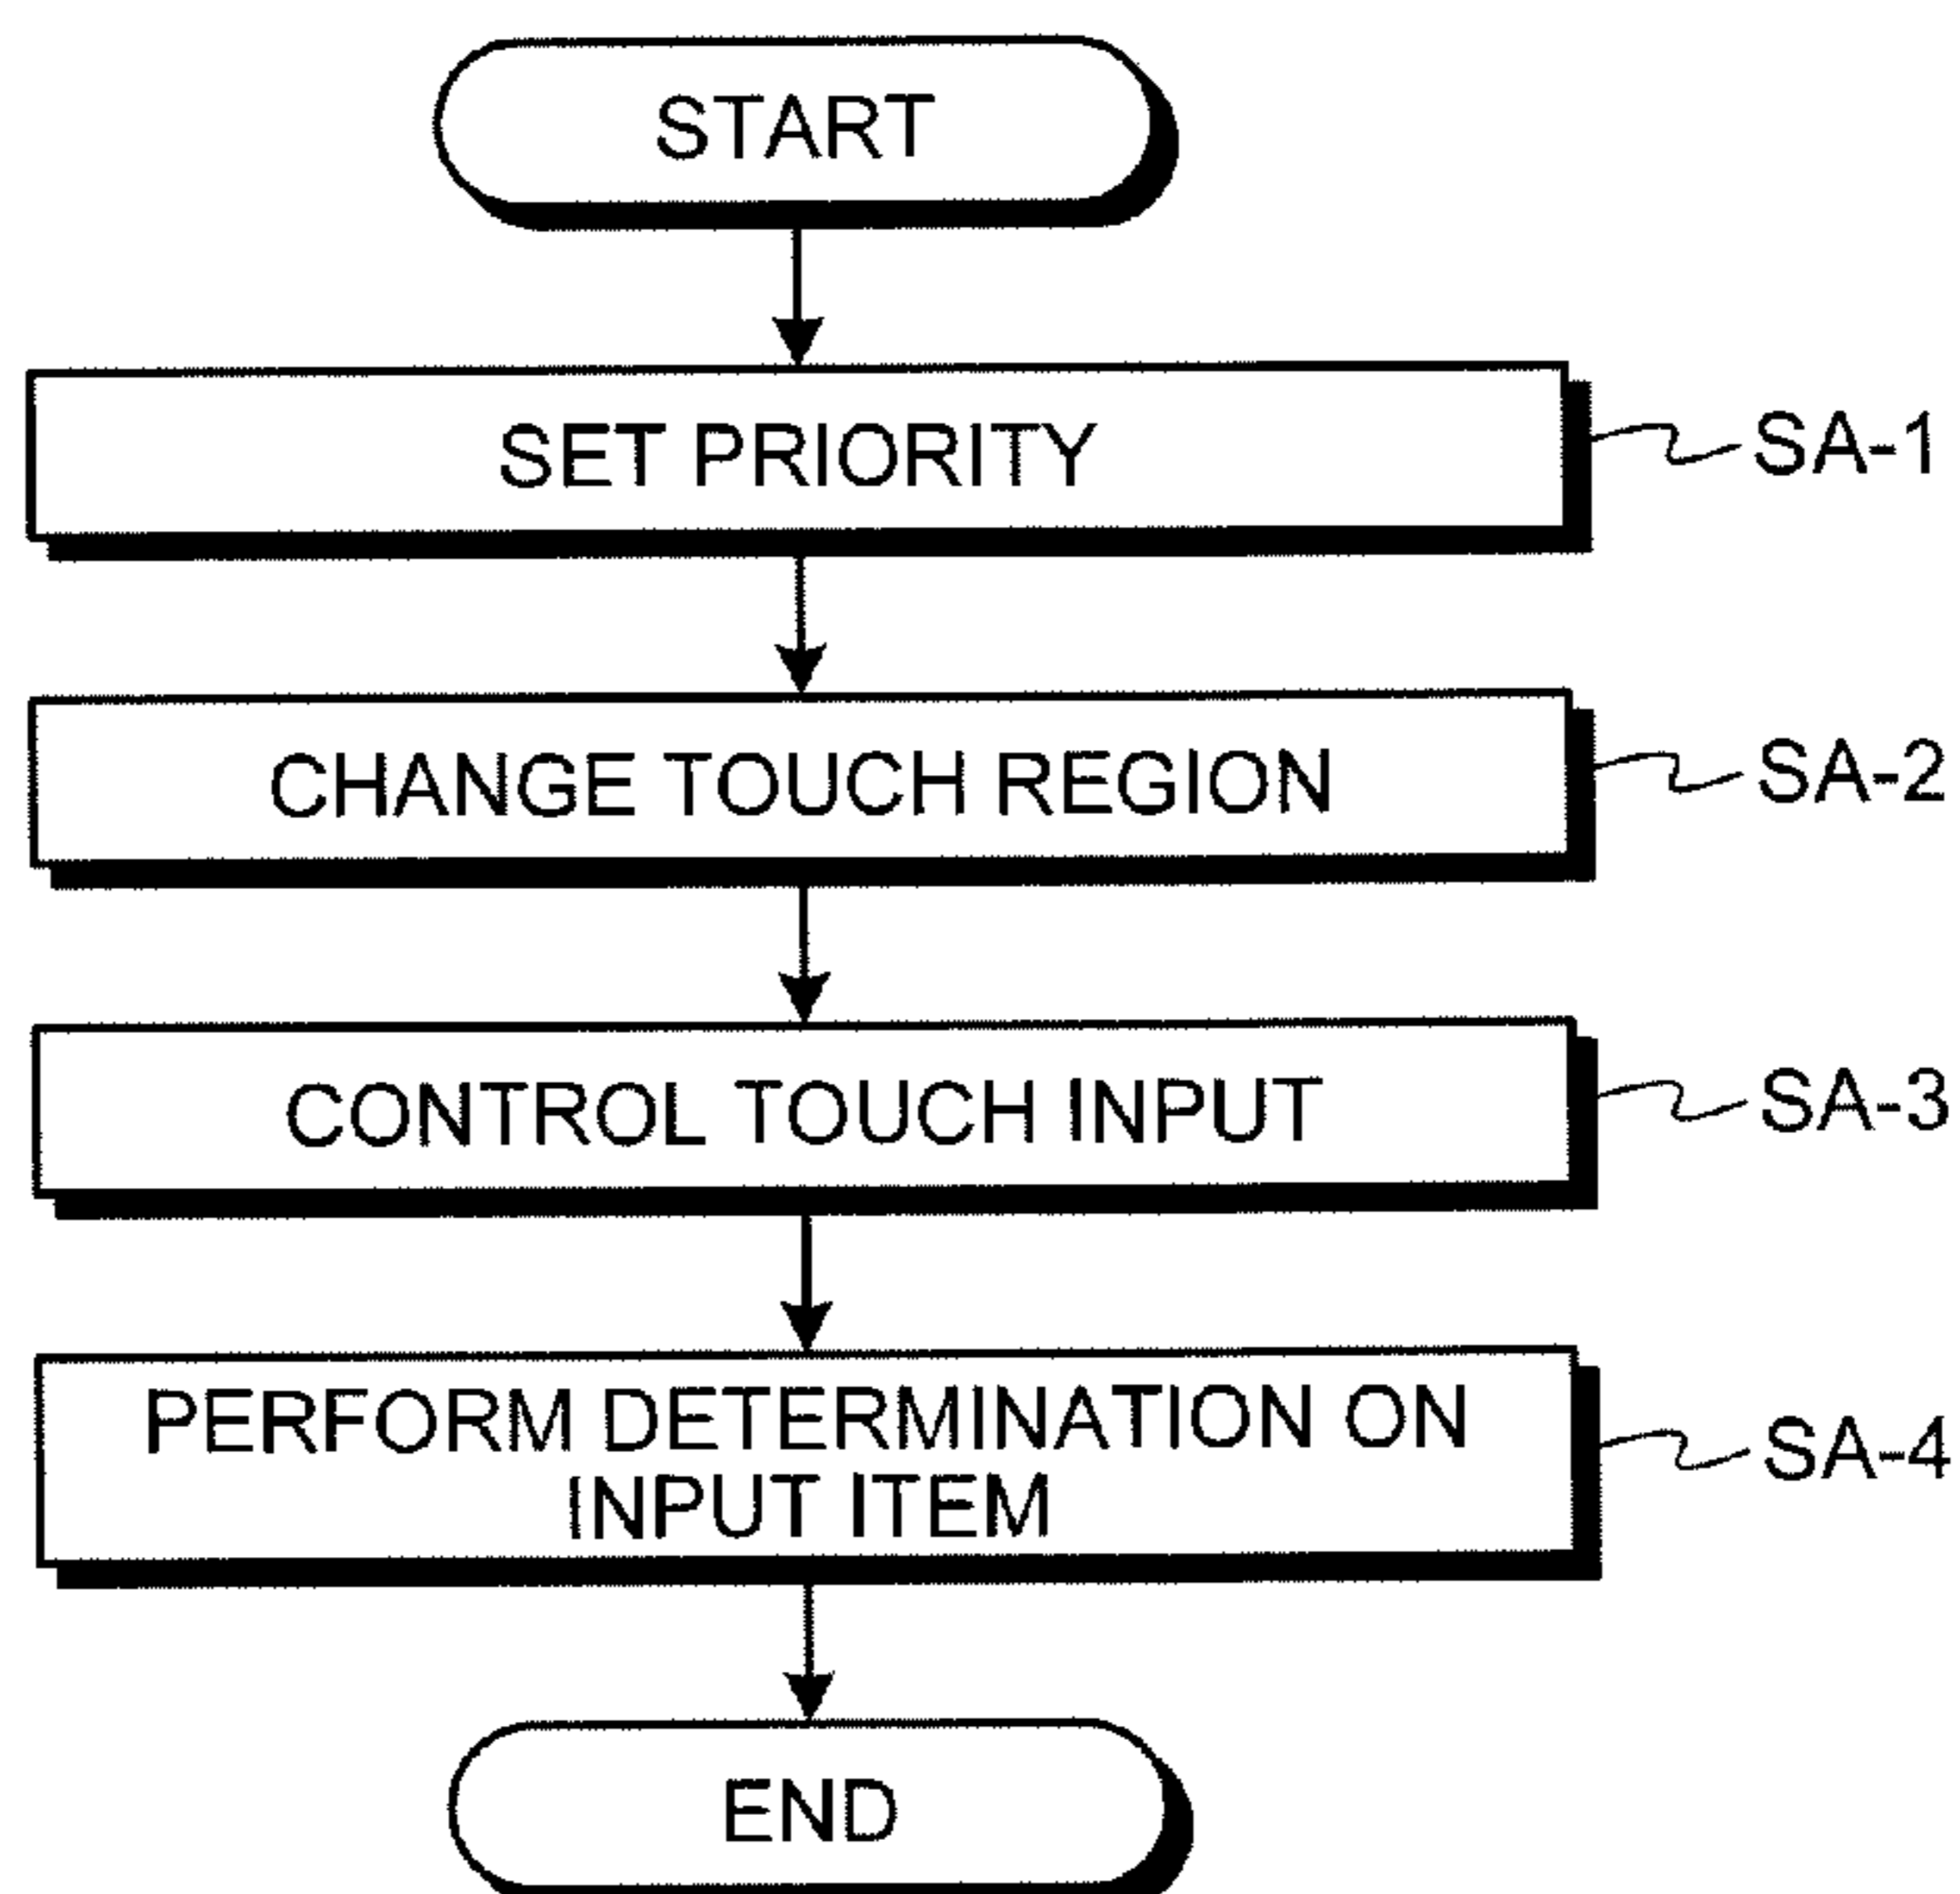 START
SET PRIORITY
SA-1
CHANGE TOUCH REGION
SA-2
CONTROL TOUCH INPUT
SA-3
PERFORM DETERMINATION ON
INPUT ITEM
SA-4
END